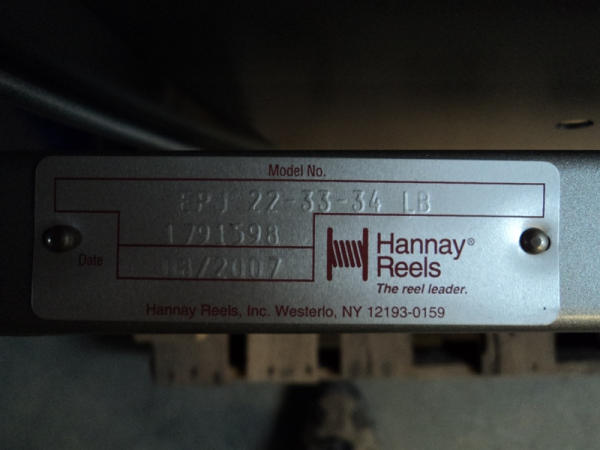 Model No.
EPJ 22-33-34 LB
1791598
Date /2007
Hannay®
Reels
The reel leader.
Hannay Reels, Inc. Westerlo, NY 12193-0159